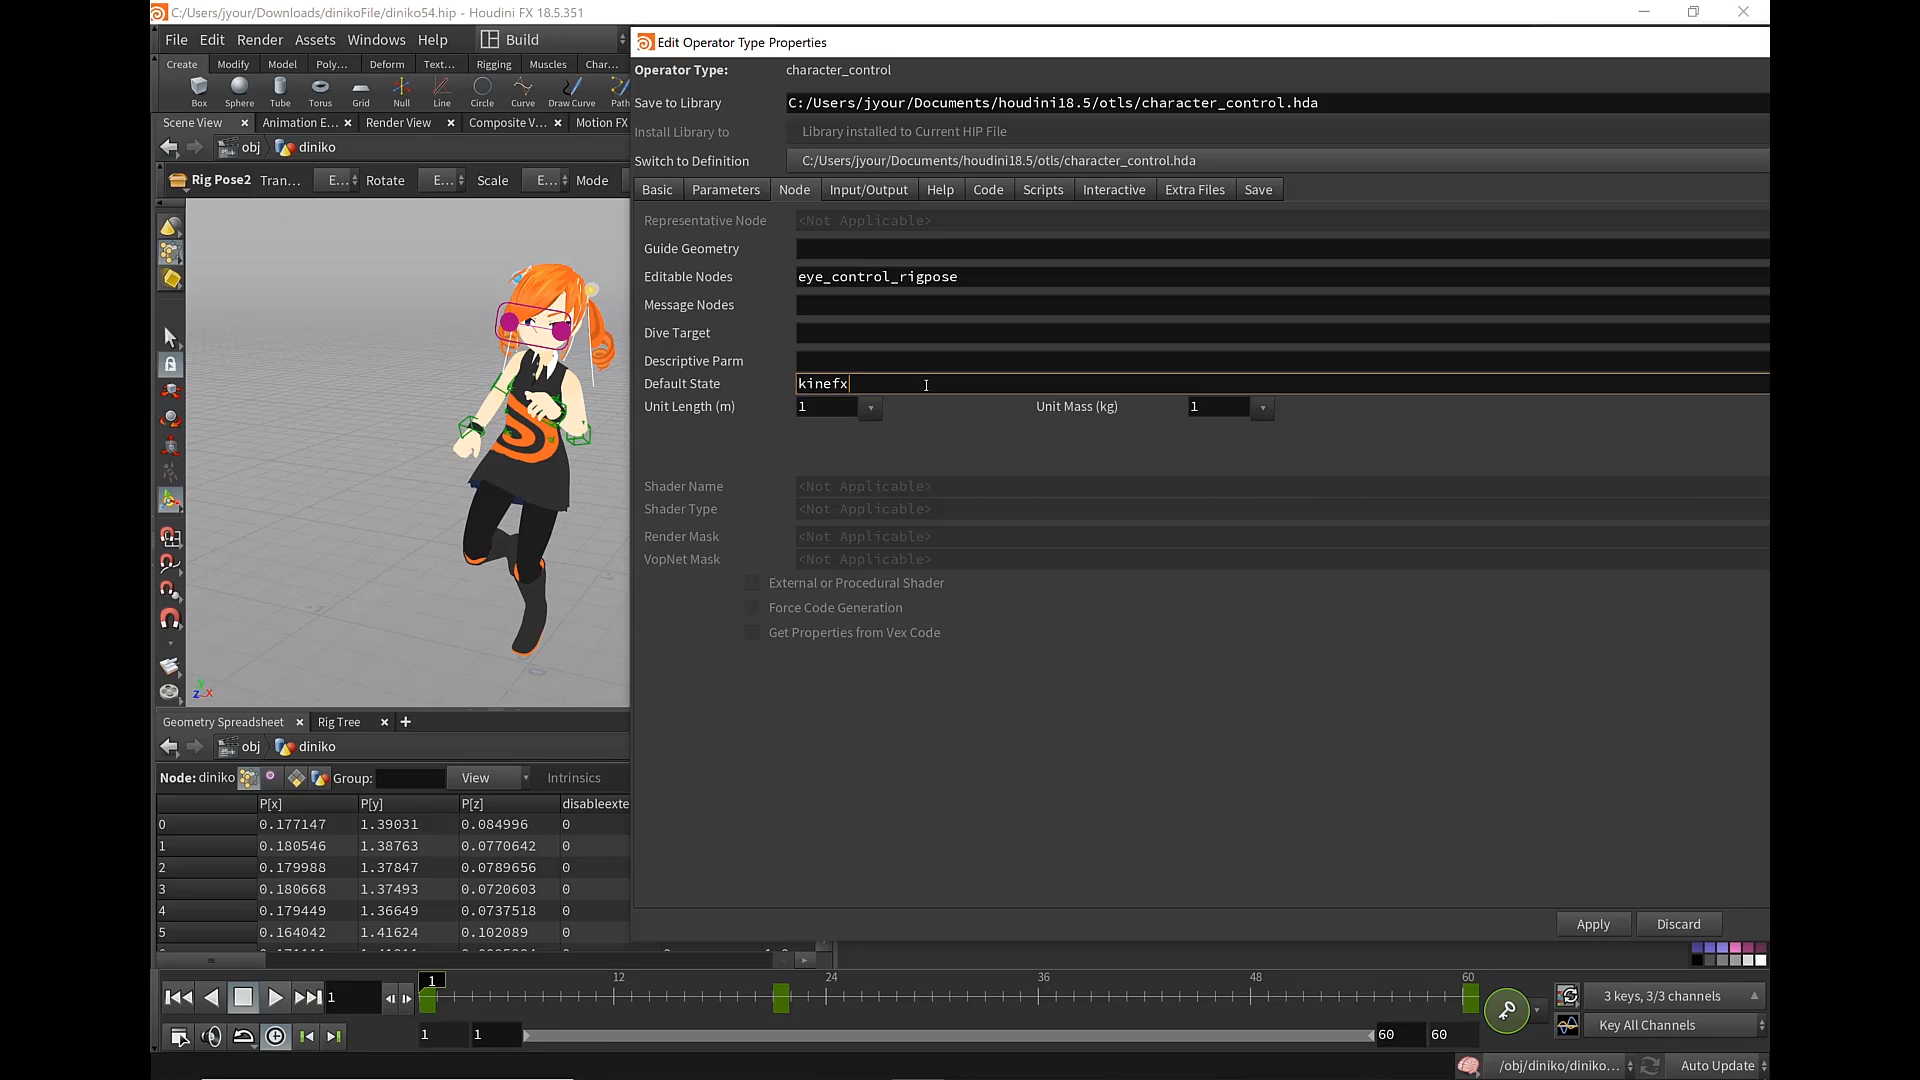 C:/Users/jyour/Downloads/dinikoFile/diniko54.hip - Houdini FX 18.5.351
File Edit Render Assets Windows Help Build
Create Modify Model Poly... Deform Text... Rigging Muscles Char...
Box Sphere Tube Torus Grid Null Line Circle Curve Draw Curve Path
Scene View Animation E... Render View Composite V... Motion FX
obj diniko
Rig Pose2 Tran... E... Rotate E... Scale E... Mode
Edit Operator Type Properties
Operator Type: character_control
Save to Library C:/Users/jyour/Documents/houdini18.5/otls/character_control.hda
Install Library to Library installed to Current HIP File
Switch to Definition C:/Users/jyour/Documents/houdini18.5/otls/character_control.hda
Basic Parameters Node Input/Output Help Code Scripts Interactive Extra Files Save
Representative Node <Not Applicable>
Guide Geometry
Editable Nodes eye_control_rigpose
Message Nodes
Dive Target
Descriptive Parm
Default State kinefx
Unit Length (m) 1 Unit Mass (kg) 1
Shader Name <Not Applicable>
Shader Type <Not Applicable>
Render Mask <Not Applicable>
VopNet Mask <Not Applicable>
External or Procedural Shader
Force Code Generation
Get Properties from Vex Code
Apply Discard
y
z x
Geometry Spreadsheet Rig Tree
obj diniko
Node: diniko Group: View Intrinsics
P[x] P[y] P[z] disableexte
0 0.177147 1.39031 0.084996 0
1 0.180546 1.38763 0.0770642 0
2 0.179988 1.37847 0.0789656 0
3 0.180668 1.37493 0.0720603 0
4 0.179449 1.36649 0.0737518 0
5 0.164042 1.41624 0.102089 0
1 12 24 36 48 60
1 3 keys, 3/3 channels
1 1 60 60 Key All Channels
/obj/diniko/diniko... Auto Update